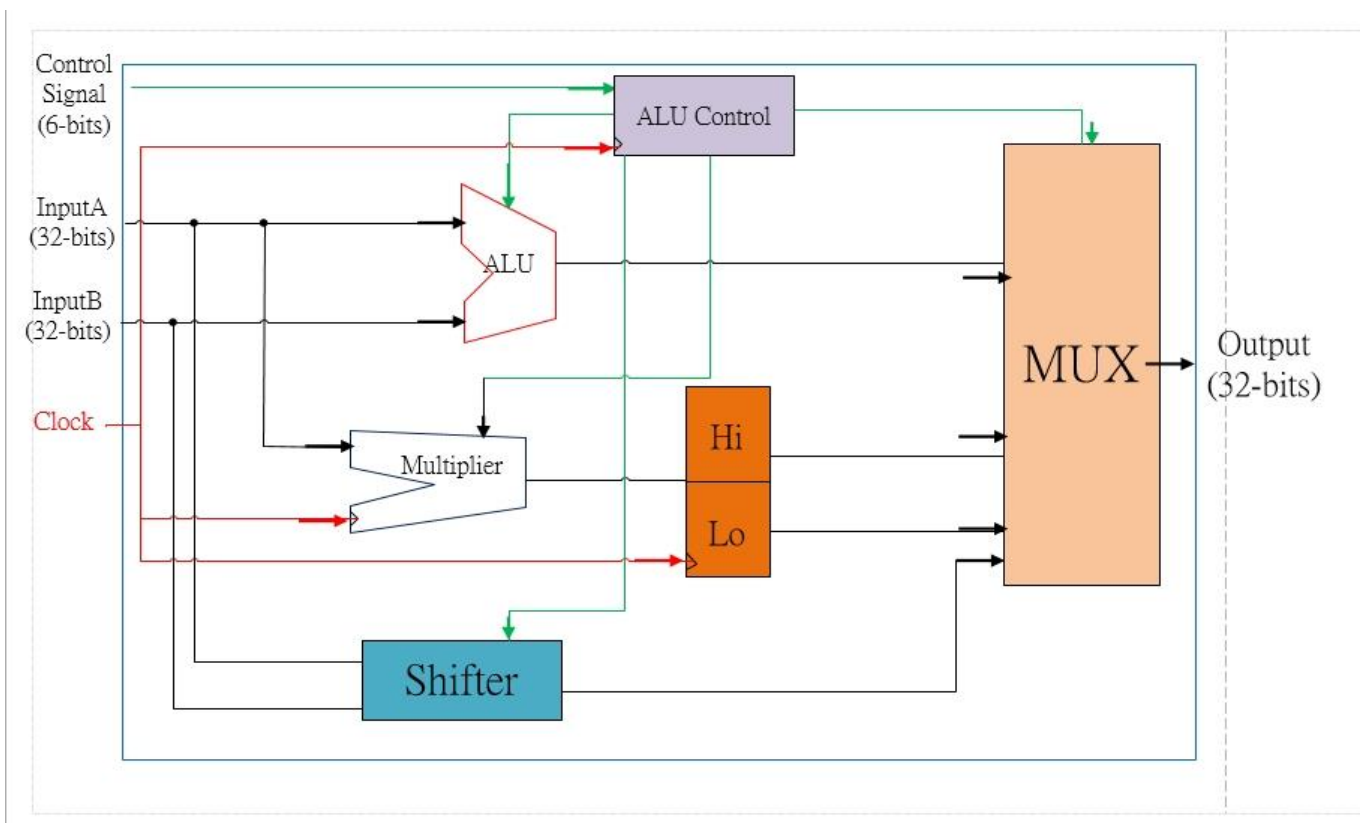 Control
Signal
(6-bits)
ALU Control
InputA
(32-bits)
ALU
InputB
(32-bits)
MUX
Output
(32-bits)
Clock
Hi
Multiplier
Lo
Shifter